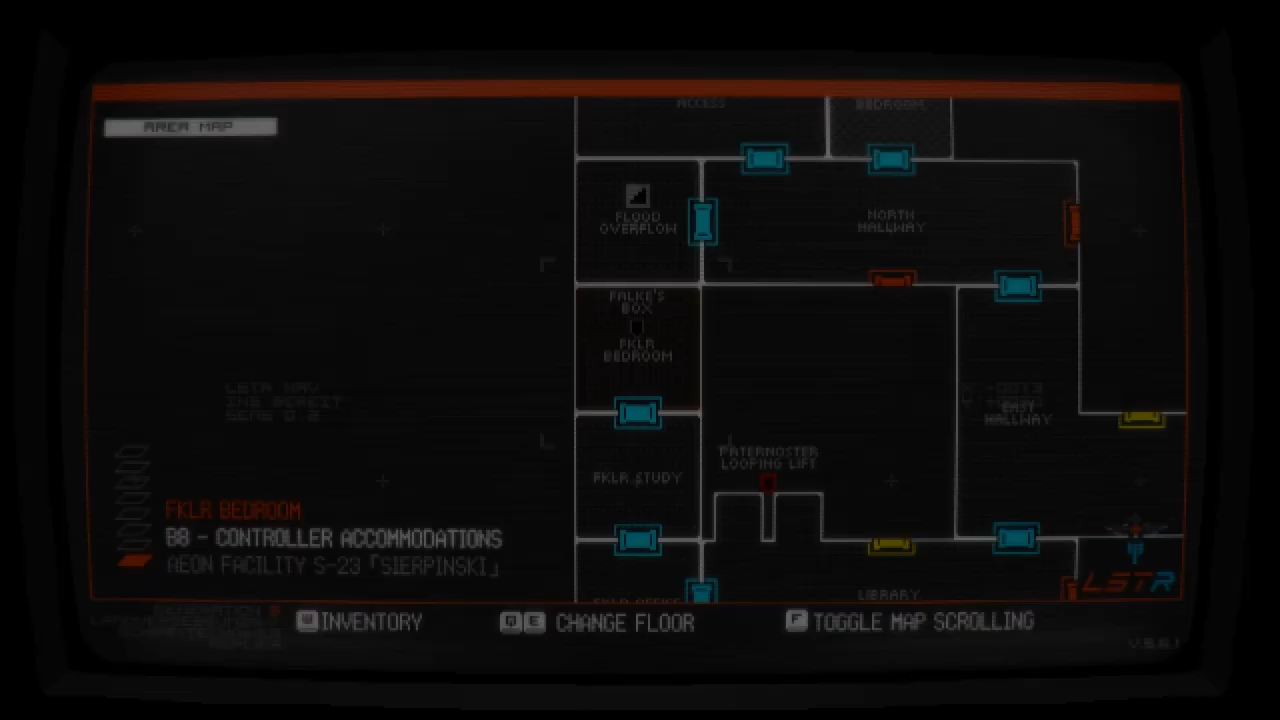 AREA MAP
ACCESS
BEDROOM
FLOOD
OVERFLOW
NORTH
HALLWAY
FALKE'S
BOX
FKLR
BEDROOM
EAST
HALLWAY
PATERNOSTER
LOOPING LIFT
FKLR STUDY
LIBRARY
FKLR BEDROOM
B8 - CONTROLLER ACCOMMODATIONS
AEON FACILITY S-23「SIERPINSKI」
LSTR
INVENTORY
CHANGE FLOOR
TOGGLE MAP SCROLLING